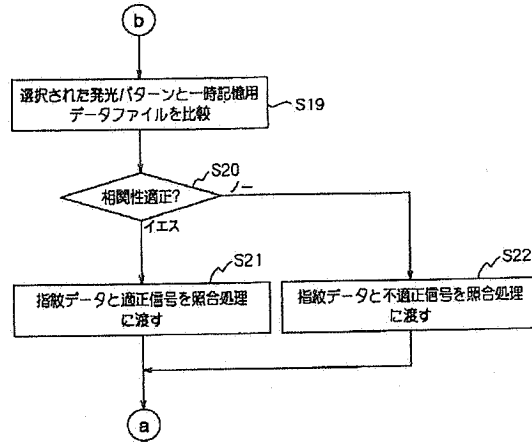 b
選択された発光パターンと一時記憶用
データファイルを比較
S19
S20
相関性適正?
ノー
イエス
S21
指紋データと適正信号を照合処理
に渡す
S22
指紋データと不適正信号を照合処理
に渡す
a